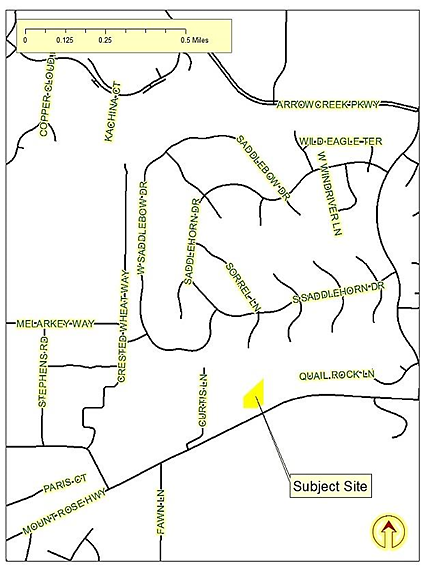 0 0.125 0.25 0.5 Miles
COPPER CLOUD
KACHINA CT
ARROWCREEK PKWY
WILD EAGLE TER
SADDLEBOW DR
W WINDRIVER LN
W SADDLEBOW DR
SADDLEHORN DR
SORREL LN
S SADDLEHORN DR
CRESTED WHEAT WAY
MELARKEY WAY
STEPHENS RD
CURTIS LN
QUAIL ROCK LN
Subject Site
PARIS CT
MOUNT ROSE HWY
FAWN LN